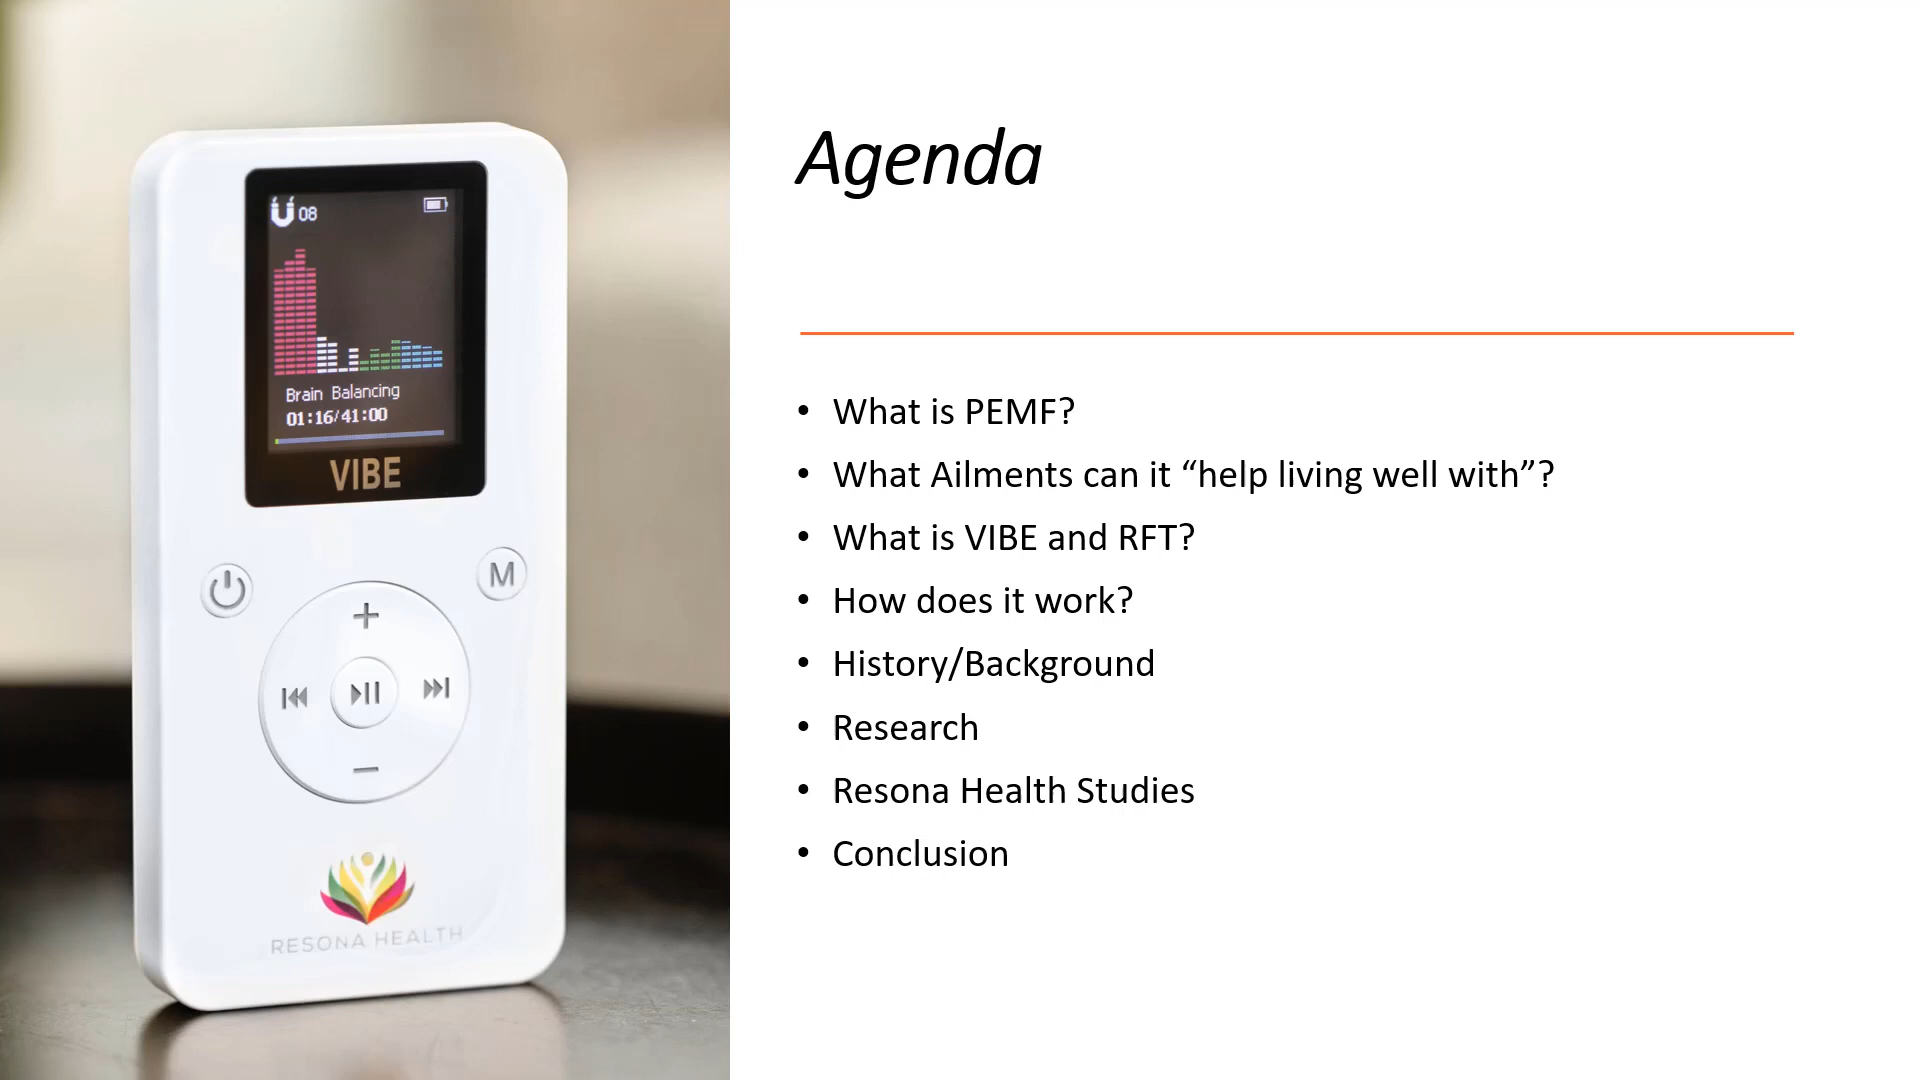 08
Brain Balancing
01:16/41:00
VIBE
M
RESONA HEALTH
Agenda
• What is PEMF?
• What Ailments can it “help living well with”?
• What is VIBE and RFT?
• How does it work?
• History/Background
• Research
• Resona Health Studies
• Conclusion